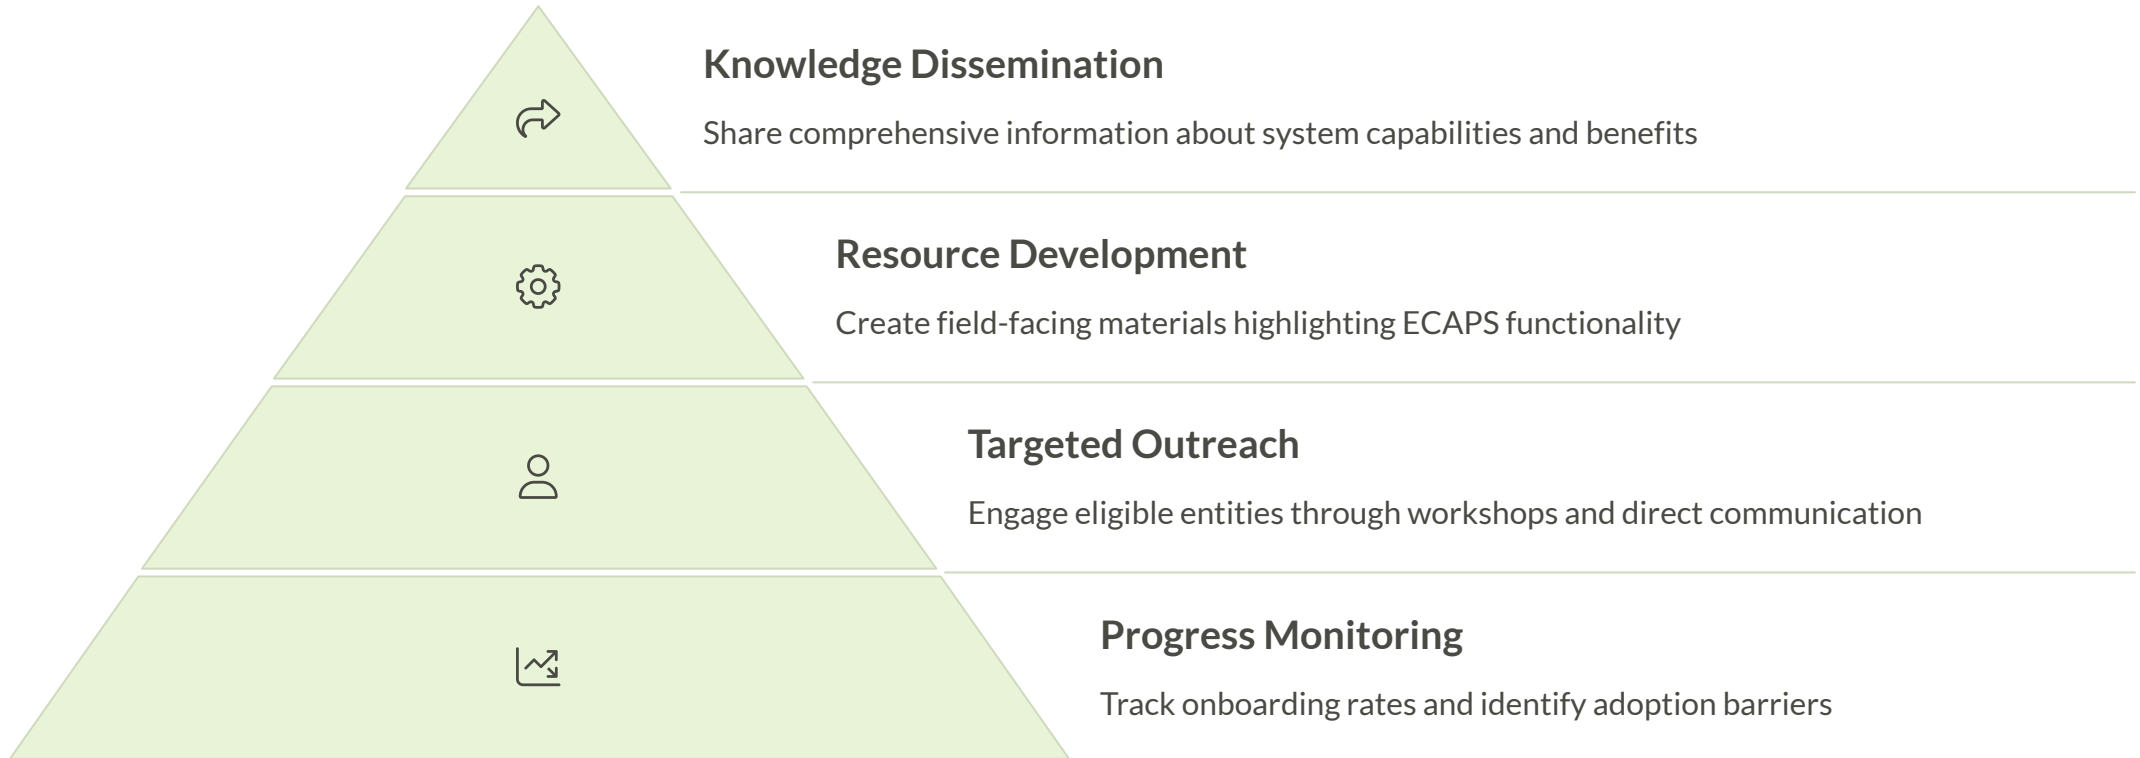 Knowledge Dissemination
Share comprehensive information about system capabilities and benefits
Resource Development
Create field-facing materials highlighting ECAPS functionality
Targeted Outreach
Engage eligible entities through workshops and direct communication
Progress Monitoring
Track onboarding rates and identify adoption barriers